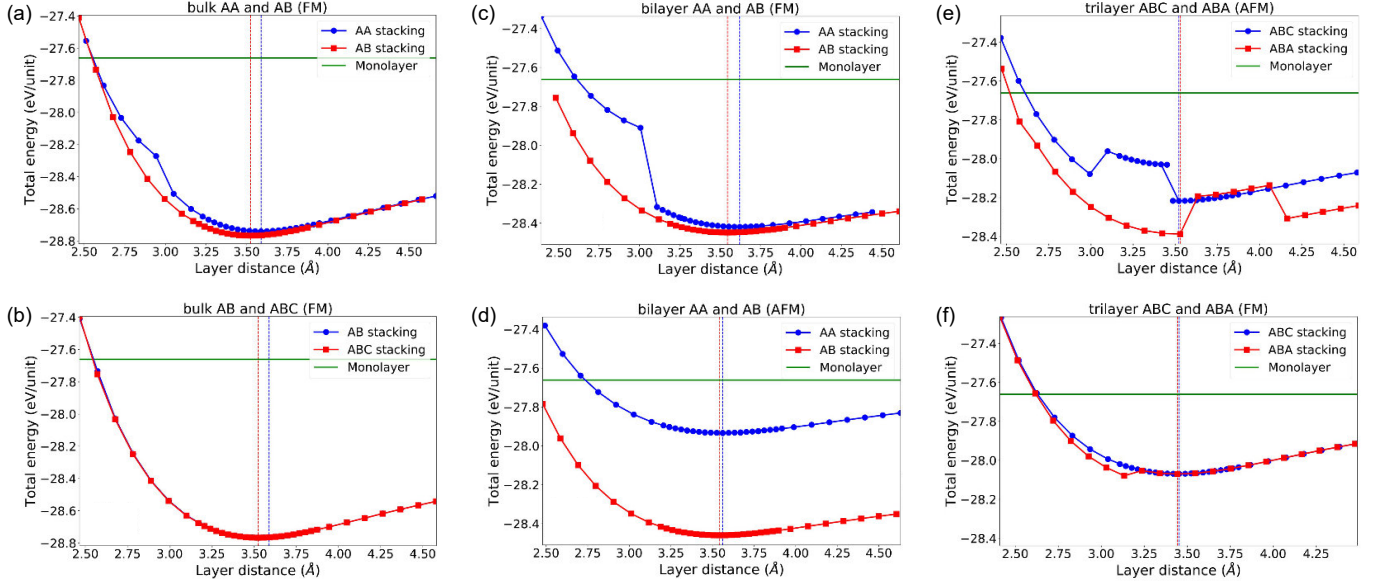 (a)
bulk AA and AB (FM)
−27.4
−27.6
−27.8
−28.0
−28.2
−28.4
−28.6
−28.8
Total energy (eV/unit)
AA stacking
AB stacking
Monolayer
2.50 2.75 3.00 3.25 3.50 3.75 4.00 4.25 4.50
Layer distance (Å)
(c)
bilayer AA and AB (FM)
−27.4
−27.6
−27.8
−28.0
−28.2
−28.4
Total energy (eV/unit)
AA stacking
AB stacking
Monolayer
2.50 2.75 3.00 3.25 3.50 3.75 4.00 4.25 4.50
Layer distance (Å)
(e)
trilayer ABC and ABA (AFM)
−27.4
−27.6
−27.8
−28.0
−28.2
−28.4
Total energy (eV/unit)
ABC stacking
ABA stacking
Monolayer
2.50 2.75 3.00 3.25 3.50 3.75 4.00 4.25 4.50
Layer distance (Å)
(b)
bulk AB and ABC (FM)
−27.4
−27.6
−27.8
−28.0
−28.2
−28.4
−28.6
−28.8
Total energy (eV/unit)
AB stacking
ABC stacking
Monolayer
2.50 2.75 3.00 3.25 3.50 3.75 4.00 4.25 4.50
Layer distance (Å)
(d)
bilayer AA and AB (AFM)
−27.4
−27.6
−27.8
−28.0
−28.2
−28.4
Total energy (eV/unit)
AA stacking
AB stacking
Monolayer
2.50 2.75 3.00 3.25 3.50 3.75 4.00 4.25 4.50
Layer distance (Å)
(f)
trilayer ABC and ABA (FM)
−27.4
−27.6
−27.8
−28.0
−28.2
−28.4
Total energy (eV/unit)
ABC stacking
ABA stacking
Monolayer
2.50 2.75 3.00 3.25 3.50 3.75 4.00 4.25
Layer distance (Å)